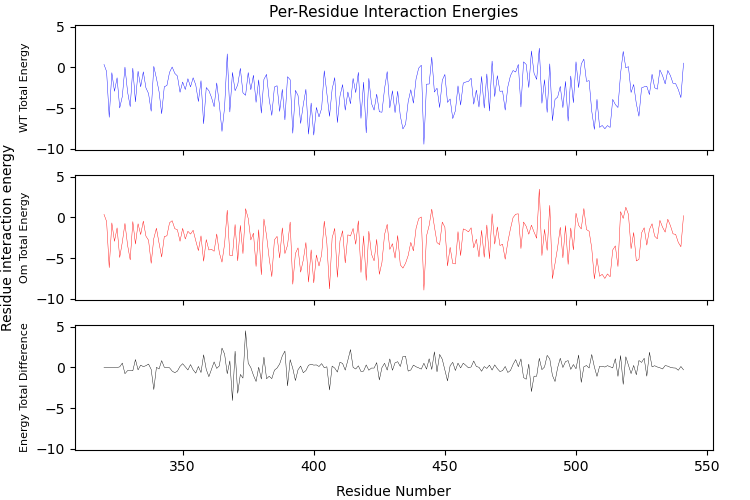 Per-Residue Interaction Energies
Residue interaction energy
WT Total Energy
5
0
−5
−10
Om Total Energy
5
0
−5
−10
Energy Total Difference
5
0
−5
−10
350
400
450
500
550
Residue Number